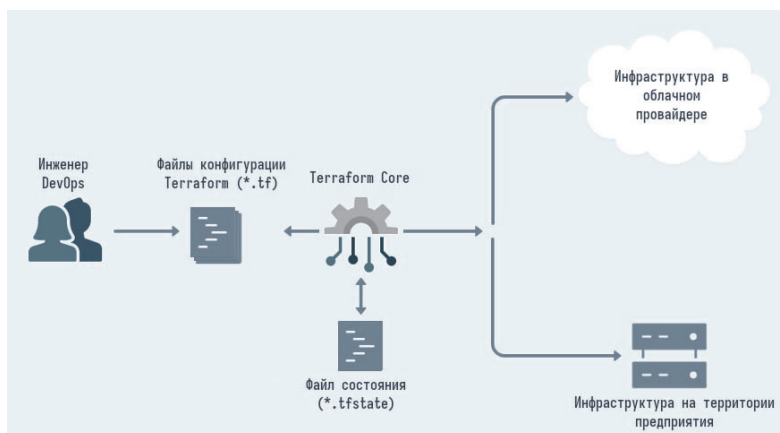 Инженер
DevOps
Файлы конфигурации
Terraform (*.tf)
Terraform Core
Инфраструктура в
облачном
провайдере
Файл состояния
(*.tfstate)
Инфраструктура на территории
предприятия